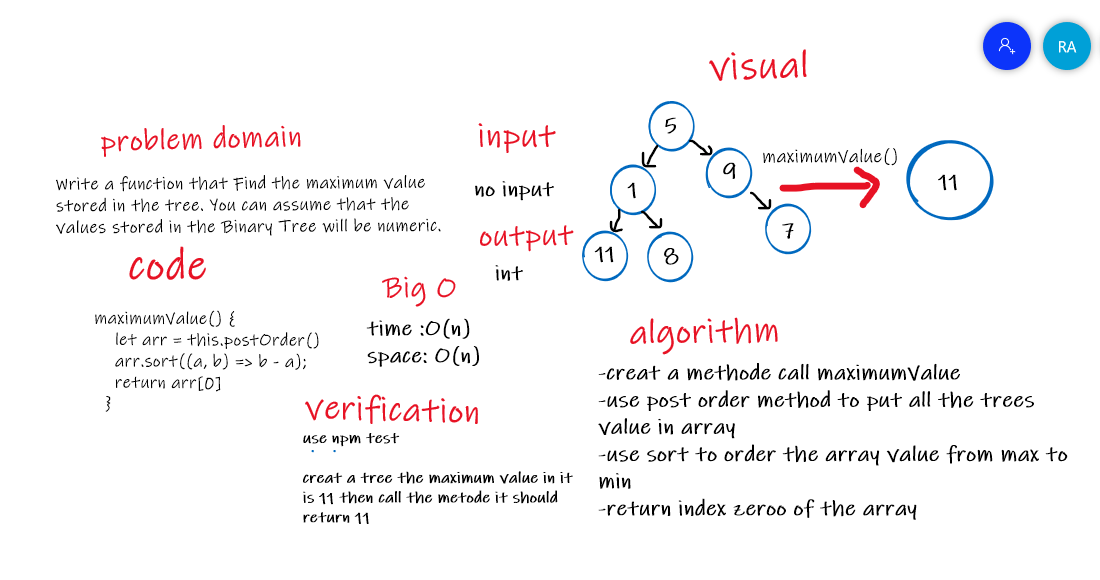 RA
visual
problem domain
Write a function that Find the maximum value
stored in the tree. You can assume that the
values stored in the Binary Tree will be numeric.
input
no input
output
int
5
1
9
11
8
7
maximumValue()
11
code
maximumValue() {
let arr = this.postOrder()
arr.sort((a, b) => b - a);
return arr[0]
}
Big O
time :O(n)
space: O(n)
verification
use npm test
creat a tree the maximum value in it
is 11 then call the metode it should
return 11
algorithm
-creat a methode call maximumValue
-use post order method to put all the trees
value in array
-use sort to order the array value from max to
min
-return index zeroo of the array